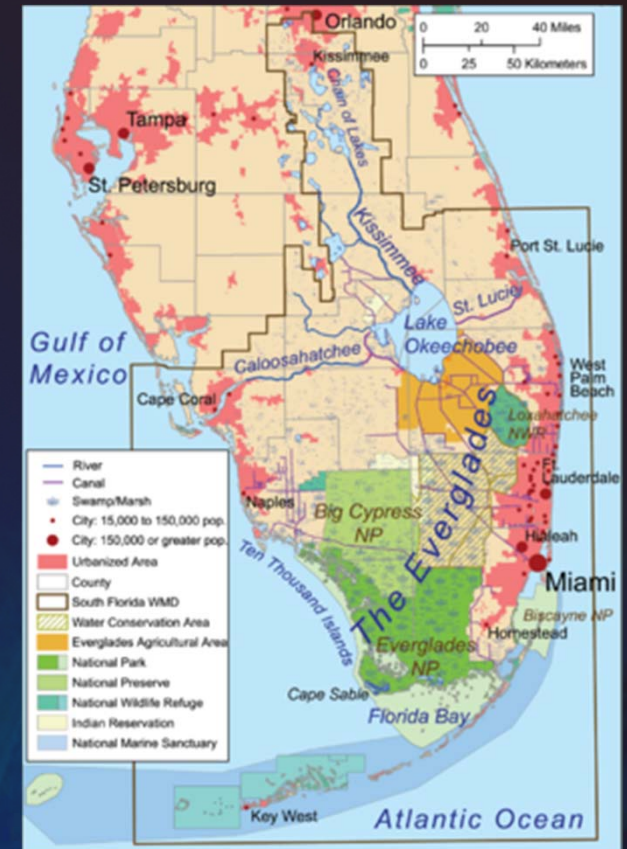 Orlando
Kissimmee
0 20 40 Miles
0 25 50 Kilometers
Chain of Lakes
Tampa
St. Petersburg
Kissimmee
Port St. Lucie
St. Lucie
Lake
Okeechobee
Gulf of
Mexico
Caloosahatchee
West
Palm
Beach
Cape Coral
Loxahatchee
NWR
The Everglades
Ft.
Lauderdale
Naples
Big Cypress
NP
Hialeah
Miami
Ten Thousand Islands
Biscayne NP
Homestead
Everglades
NP
Cape Sable
Florida Bay
River
Canal
Swamp/Marsh
City: 15,000 to 150,000 pop.
City: 150,000 or greater pop.
Urbanized Area
County
South Florida WMD
Water Conservation Area
Everglades Agricultural Area
National Park
National Preserve
National Wildlife Refuge
Indian Reservation
National Marine Sanctuary
Key West
Atlantic Ocean